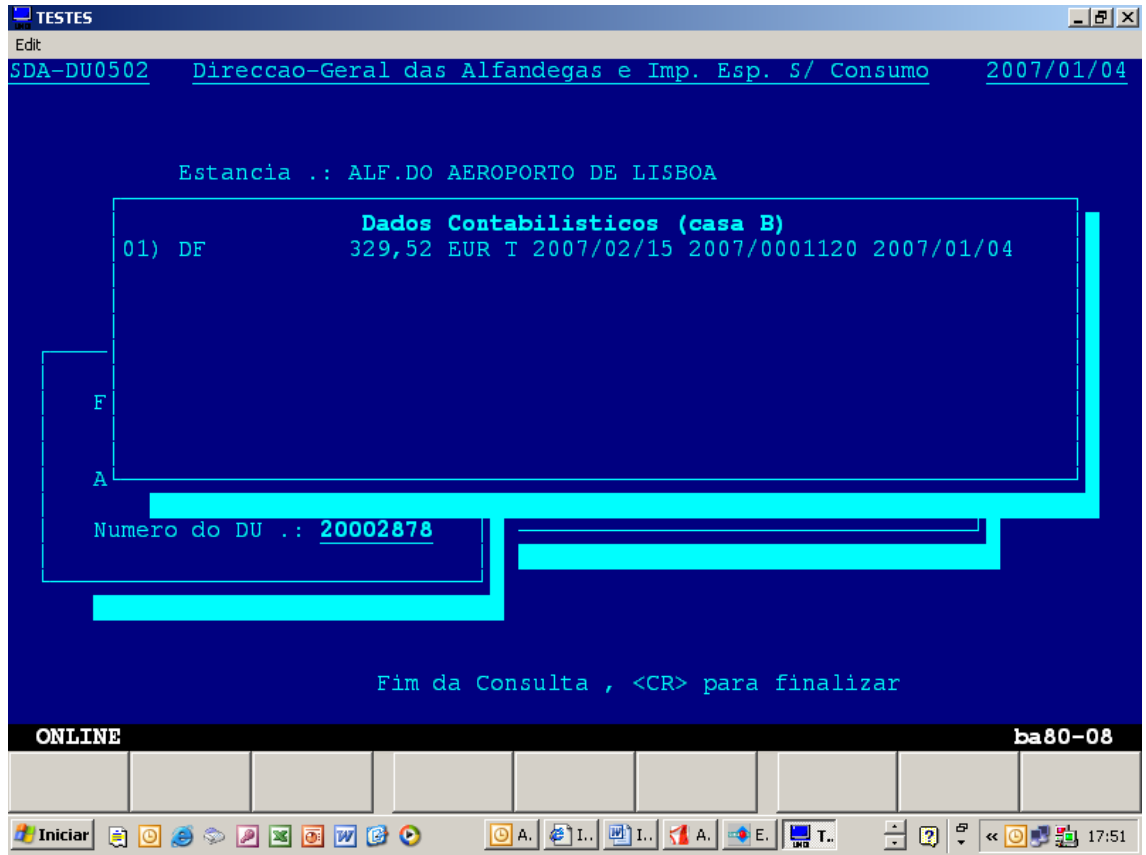 TESTES
Edit
SDA-DU0502 Direccao-Geral das Alfandegas e Imp. Esp. S/ Consumo 2007/01/04
Estancia .: ALF.DO AEROPORTO DE LISBOA
Dados Contabilisticos (casa B)
01) DF 329,52 EUR T 2007/02/15 2007/0001120 2007/01/04
F
A
Numero do DU .: 20002878
Fim da Consulta , <CR> para finalizar
ONLINE ba80-08
Iniciar A. I.. I.. A. E. T.. 17:51